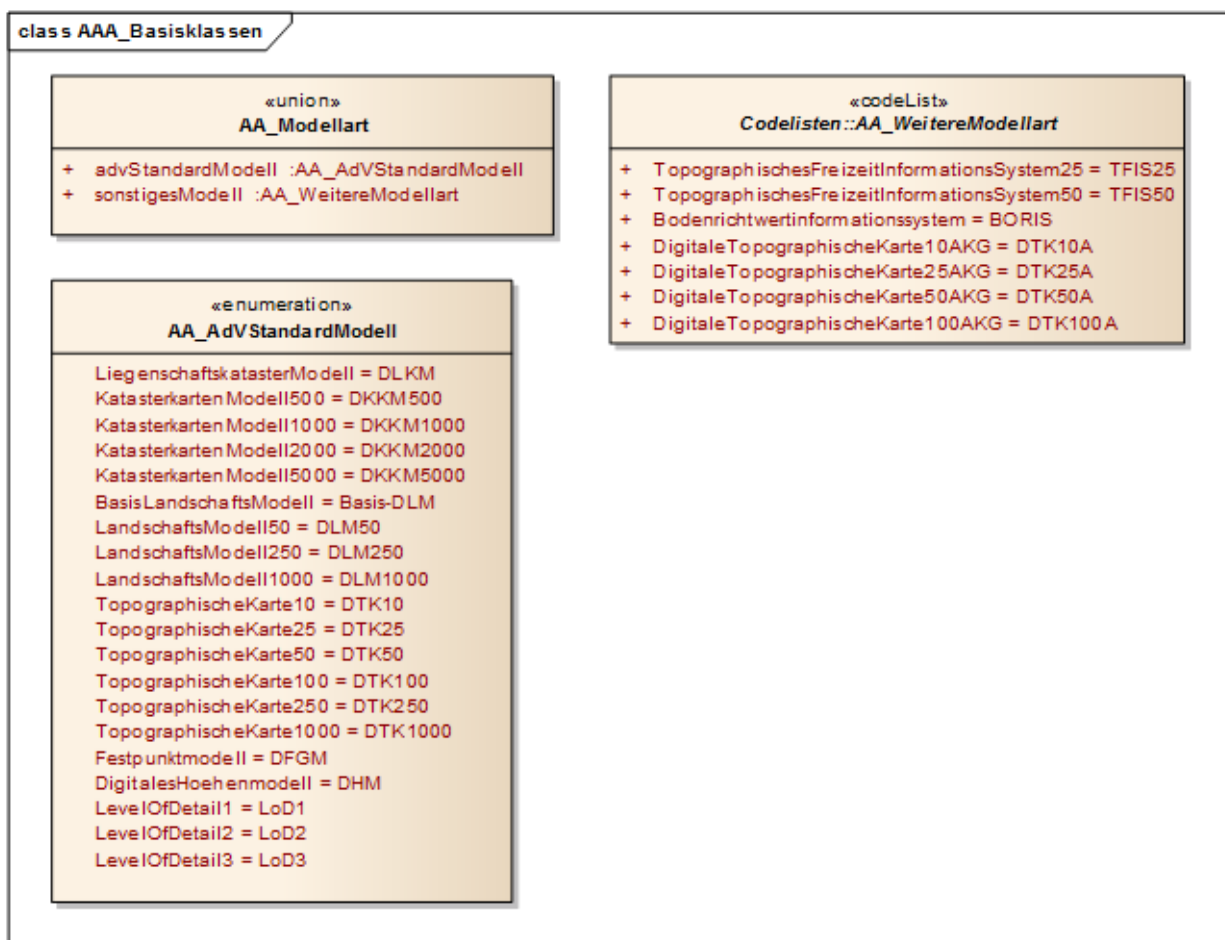 class AAA_Basisklassen
«union»
AA_Modellart
+ advStandardModell :AA_AdVStandardModell
+ sonstigesModell :AA_WeitereModellart
«codeList»
Codelisten::AA_WeitereModellart
+ TopographischesFreizeitInformationsSystem25 = TFIS25
+ TopographischesFreizeitInformationsSystem50 = TFIS50
+ Bodenrichtwertinformationssystem = BORIS
+ DigitaleTopographischeKarte10AKG = DTK10A
+ DigitaleTopographischeKarte25AKG = DTK25A
+ DigitaleTopographischeKarte50AKG = DTK50A
+ DigitaleTopographischeKarte100AKG = DTK100A
«enumeration»
AA_AdVStandardModell
LiegenschaftskatasterModell = DLKM
KatasterkartenModell500 = DKKM500
KatasterkartenModell1000 = DKKM1000
KatasterkartenModell2000 = DKKM2000
KatasterkartenModell5000 = DKKM5000
BasisLandschaftsModell = Basis-DLM
LandschaftsModell50 = DLM50
LandschaftsModell250 = DLM250
LandschaftsModell1000 = DLM1000
TopographischeKarte10 = DTK10
TopographischeKarte25 = DTK25
TopographischeKarte50 = DTK50
TopographischeKarte100 = DTK100
TopographischeKarte250 = DTK250
TopographischeKarte1000 = DTK1000
Festpunktmodell = DFGM
DigitalesHoehenmodell = DHM
LevelOfDetail1 = LoD1
LevelOfDetail2 = LoD2
LevelOfDetail3 = LoD3